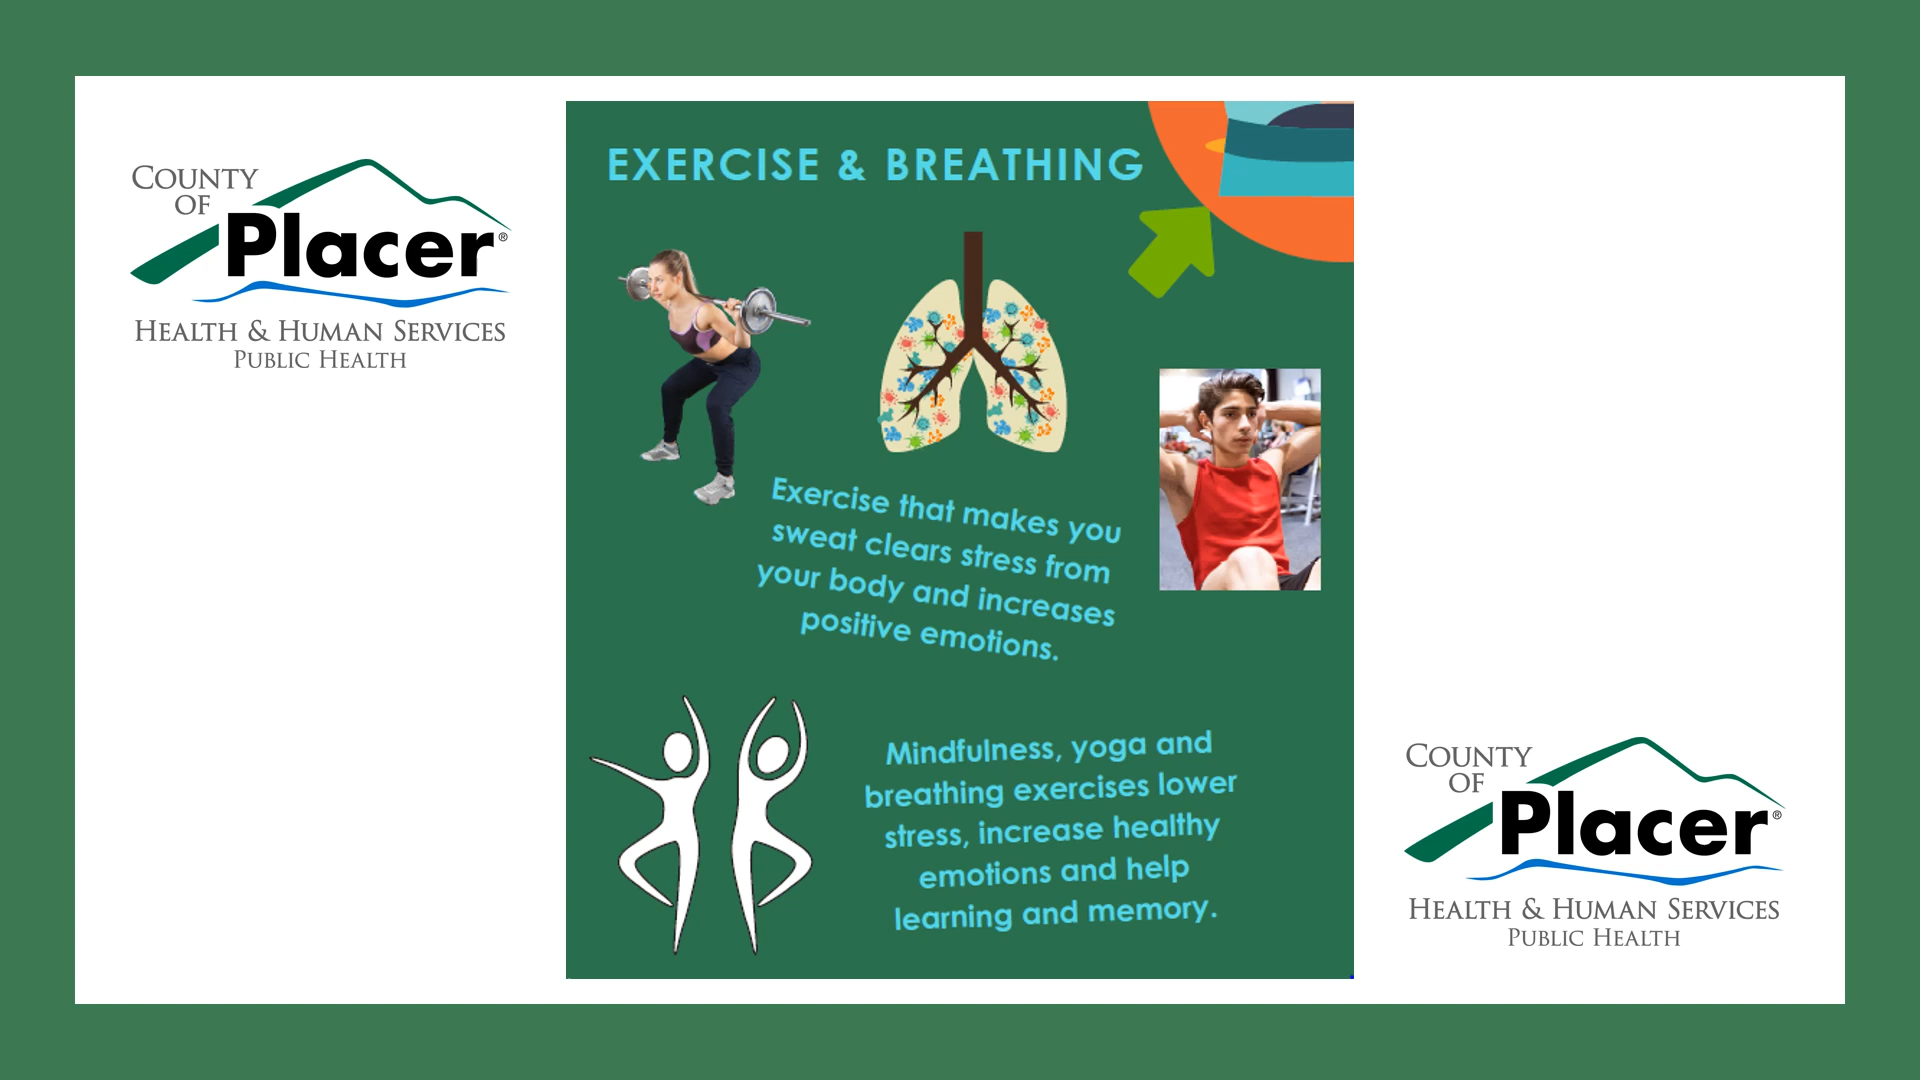 COUNTY
OF
Placer®
HEALTH & HUMAN SERVICES
PUBLIC HEALTH
EXERCISE & BREATHING
Exercise that makes you
sweat clears stress from
your body and increases
positive emotions.
Mindfulness, yoga and
breathing exercises lower
stress, increase healthy
emotions and help
learning and memory.
COUNTY
OF
Placer®
HEALTH & HUMAN SERVICES
PUBLIC HEALTH